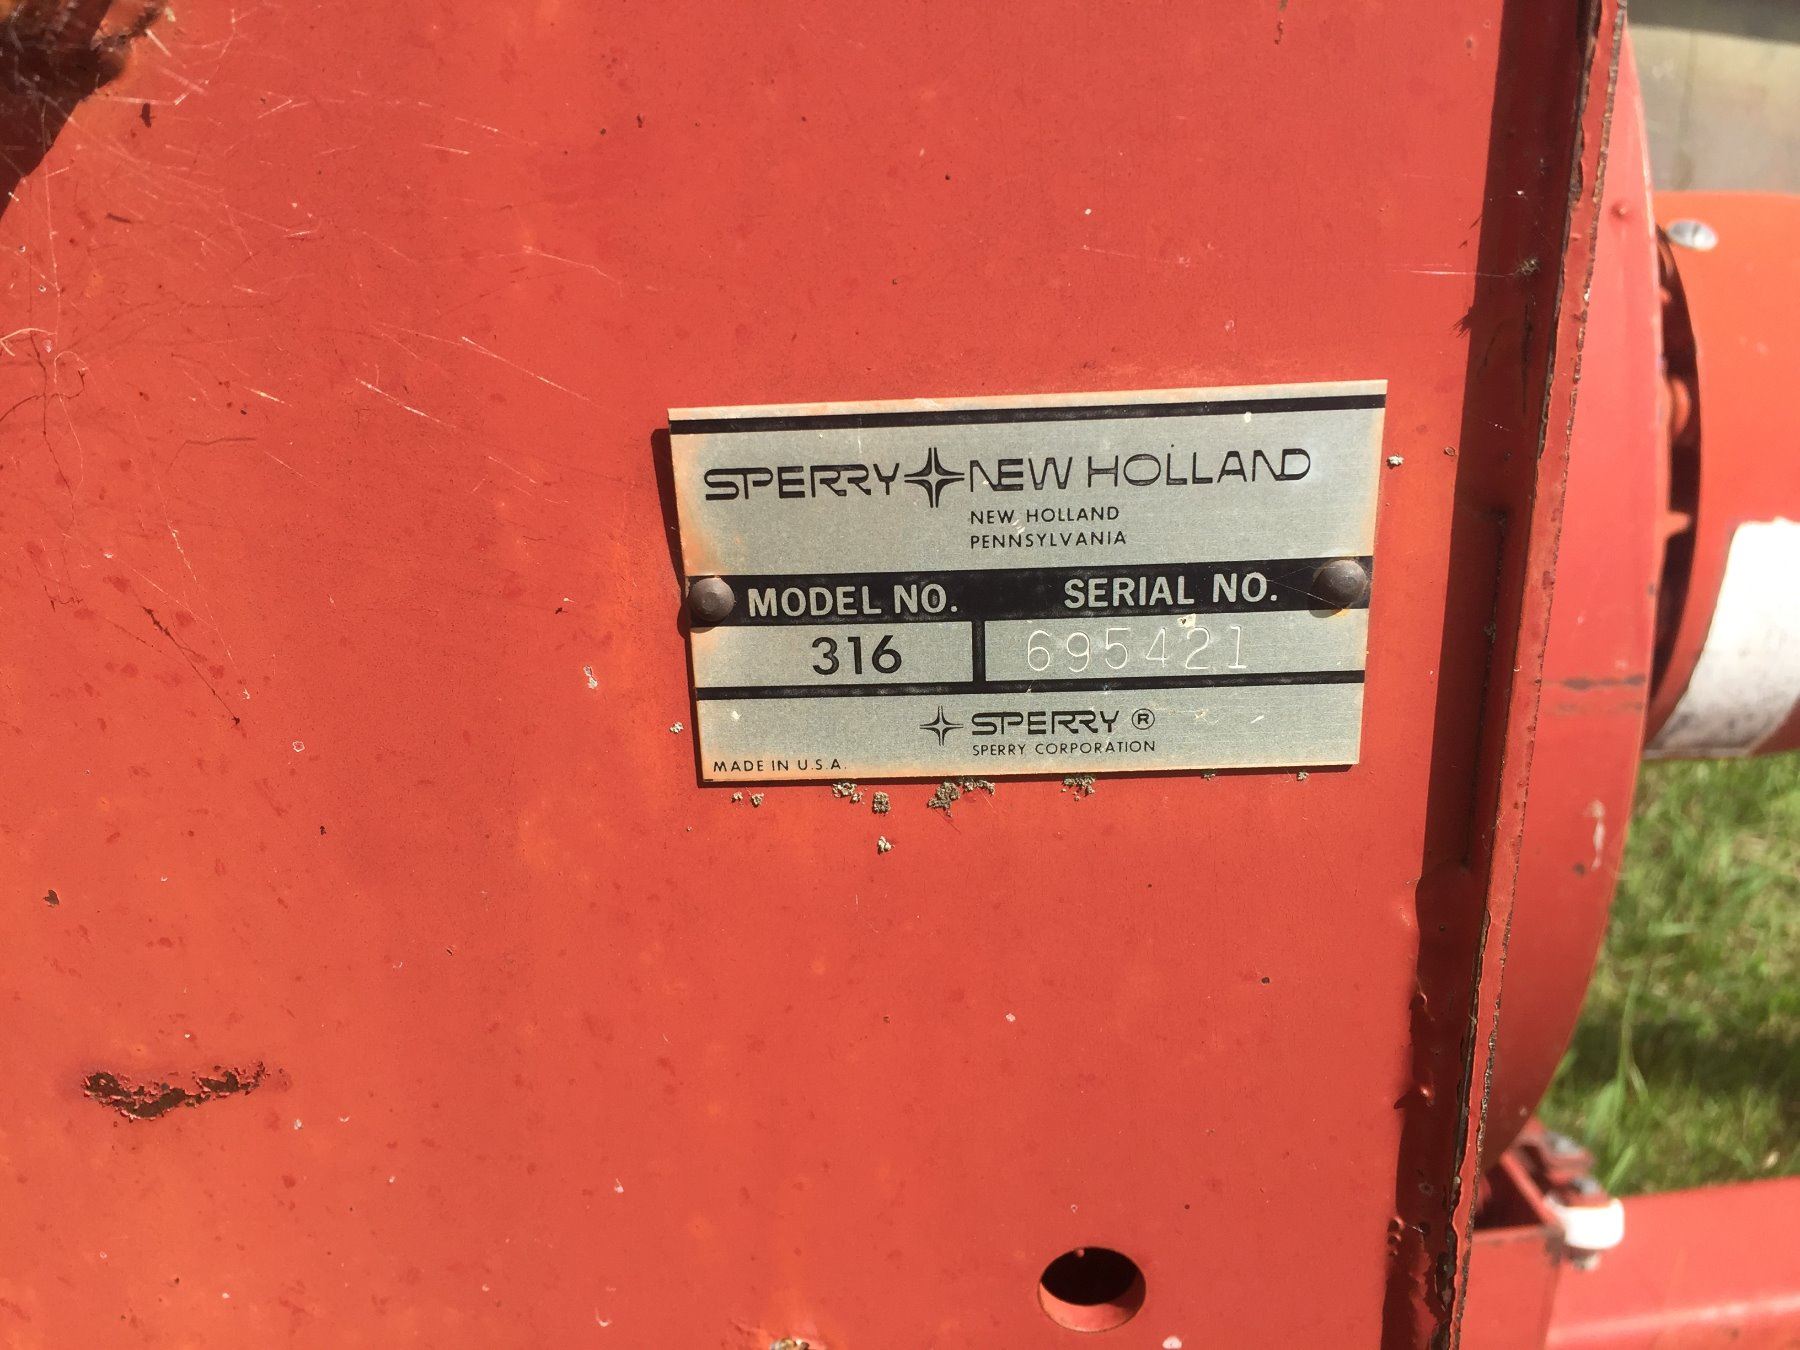 SPERRY NEW HOLLAND
NEW HOLLAND
PENNSYLVANIA
MODEL NO. SERIAL NO.
316 695421
SPERRY ®
SPERRY CORPORATION
MADE IN U.S.A.